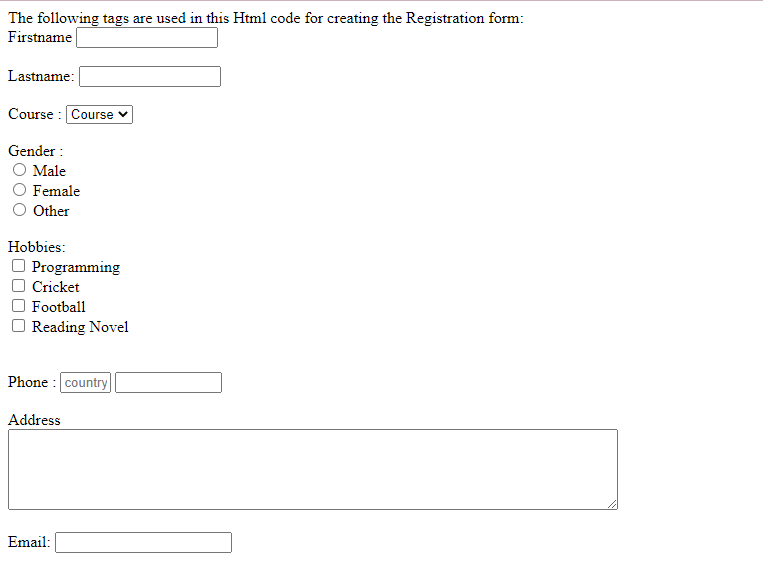 The following tags are used in this Html code for creating the Registration form:
Firstname
Lastname:
Course : Course
Gender :
Male
Female
Other
Hobbies:
Programming
Cricket
Football
Reading Novel
Phone : country
Address
Email: